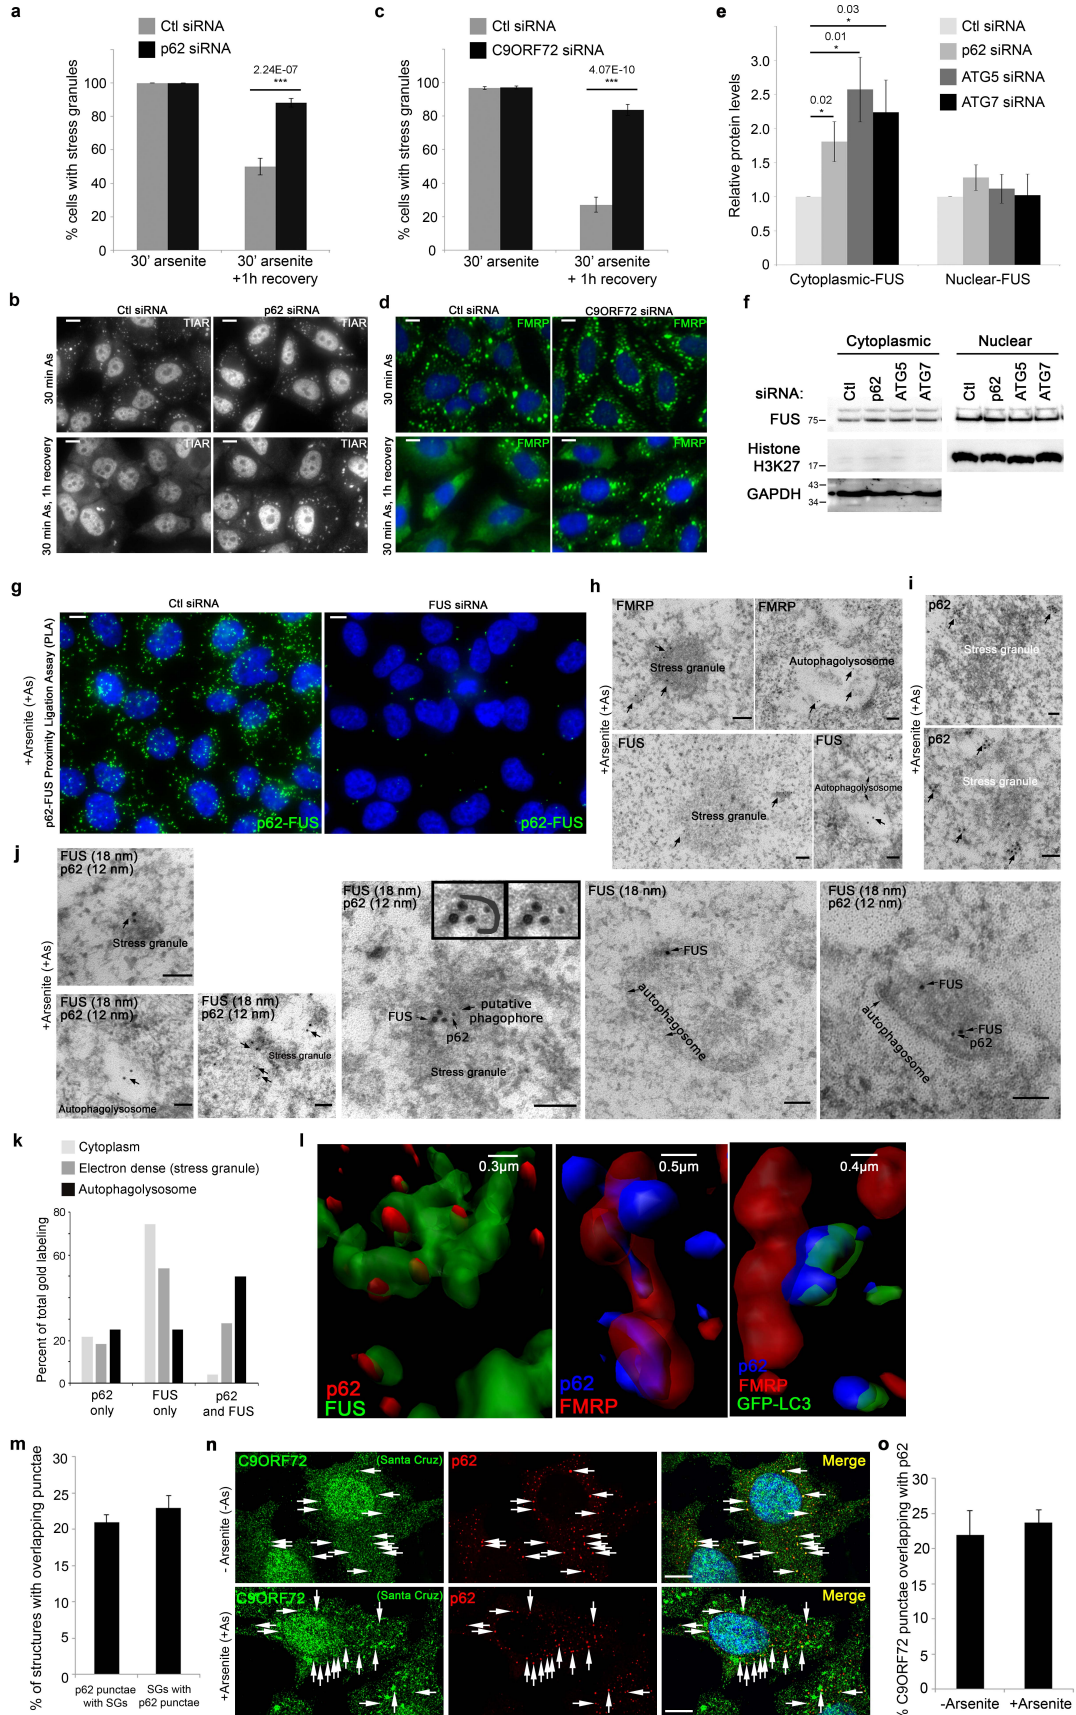 a
Ctl siRNA
p62 siRNA
% cells with stress granules
100
80
60
40
20
0
2.24E-07
***
30' arsenite
30' arsenite
+1h recovery
c
Ctl siRNA
C9ORF72 siRNA
% cells with stress granules
100
80
60
40
20
0
4.07E-10
***
30' arsenite
30' arsenite
+ 1h recovery
e
Ctl siRNA
p62 siRNA
ATG5 siRNA
ATG7 siRNA
Relative protein levels
3.0
2.5
2.0
1.5
1.0
0.5
0
0.03
*
0.01
*
0.02
*
Cytoplasmic-FUS
Nuclear-FUS
b
Ctl siRNA
p62 siRNA
30 min As
30 min As, 1h recovery
TIAR
TIAR
TIAR
TIAR
d
Ctl siRNA
C9ORF72 siRNA
30 min As
30 min As, 1h recovery
FMRP
FMRP
FMRP
FMRP
f
Cytoplasmic
Nuclear
siRNA:
Ctl
p62
ATG5
ATG7
Ctl
p62
ATG5
ATG7
FUS
75
Histone
H3K27
17
GAPDH
43
34
g
Ctl siRNA
FUS siRNA
+Arsenite (+As)
p62-FUS Proximity Ligation Assay (PLA)
p62-FUS
p62-FUS
h
+Arsenite (+As)
FMRP
Stress granule
FMRP
Autophagolysosome
FUS
Stress granule
FUS
Autophagolysosome
i
+Arsenite (+As)
p62
Stress granule
p62
Stress granule
j
+Arsenite (+As)
FUS (18 nm)
p62 (12 nm)
Stress granule
FUS (18 nm)
p62 (12 nm)
Autophagolysosome
FUS (18 nm)
p62 (12 nm)
Stress granule
FUS (18 nm)
p62 (12 nm)
FUS
putative
phagophore
p62
Stress granule
FUS (18 nm)
FUS
autophagosome
FUS (18 nm)
p62 (12 nm)
FUS
FUS
p62
autophagosome
k
Cytoplasm
Electron dense (stress granule)
Autophagolysosome
Percent of total gold labeling
80
60
20
0
p62
only
FUS
only
p62
and FUS
l
0.3µm
p62
FUS
0.5µm
p62
FMRP
0.4µm
p62
FMRP
GFP-LC3
m
% of structures with overlapping punctae
30
25
20
15
10
5
0
p62 punctae
with SGs
SGs with
p62 punctae
n
- Arsenite (-As)
+Arsenite (+As)
C9ORF72
(Santa Cruz)
p62
Merge
C9ORF72
(Santa Cruz)
p62
Merge
o
% C9ORF72 punctae overlapping with p62
30
25
20
15
10
5
0
-Arsenite
+Arsenite